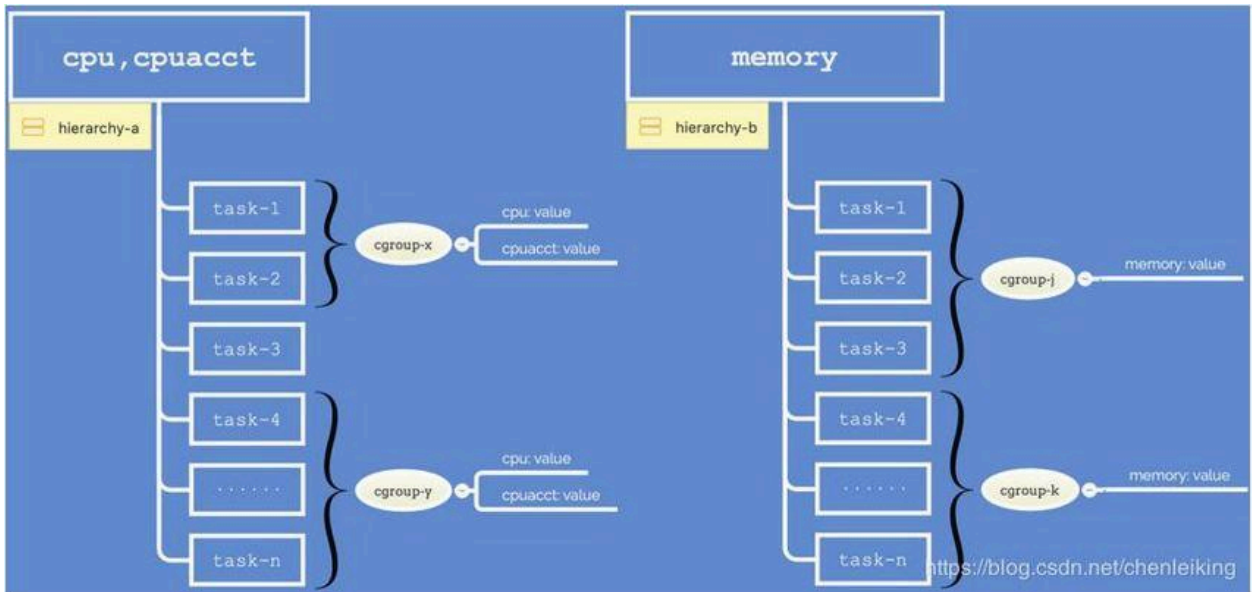 cpu,cpuacct
hierarchy-a
task-1
task-2
task-3
task-4
······
task-n
cgroup-x
cpu: value
cpuacct: value
cgroup-y
cpu: value
cpuacct: value
memory
hierarchy-b
task-1
task-2
task-3
task-4
······
task-n
cgroup-j
memory: value
cgroup-k
memory: value
https://blog.csdn.net/chenleiking